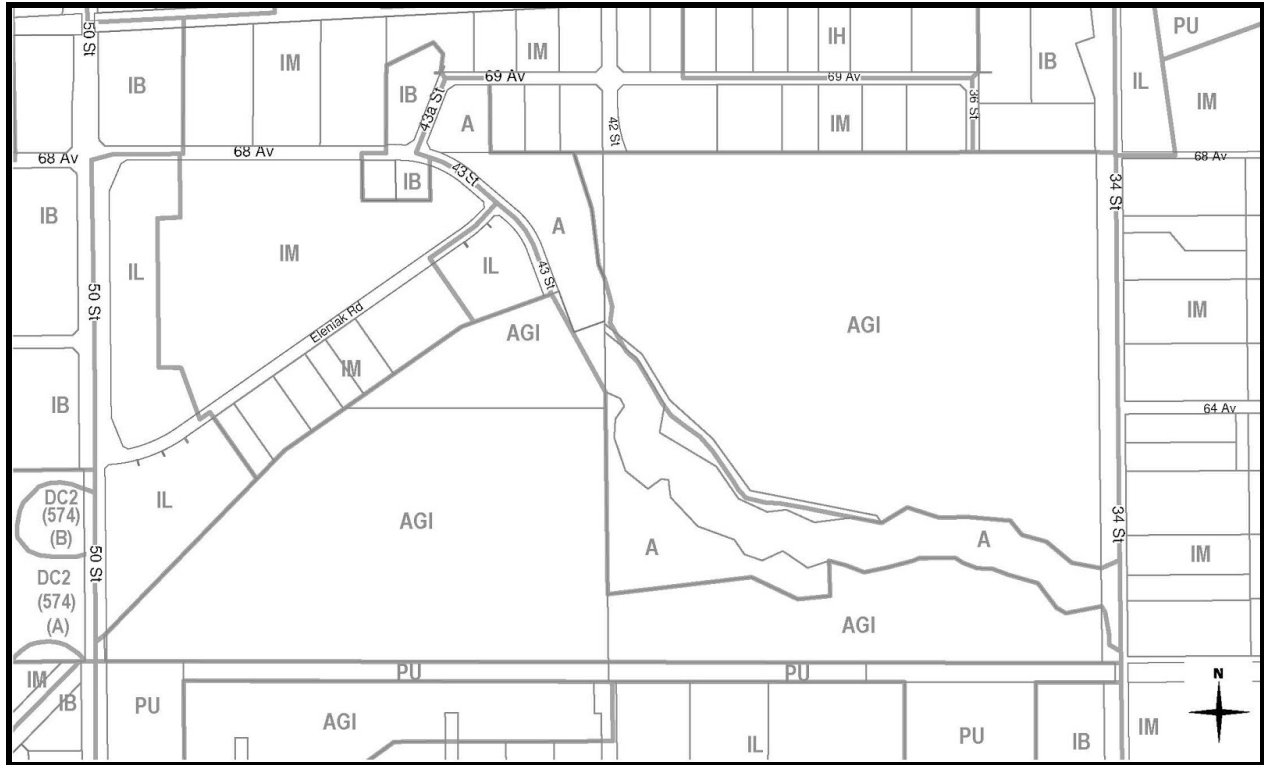 50 St
IB
IM
IB
IM
IH
IB
IL
PU
IM
69 Av
69 Av
43a St
A
42 St
IM
36 St
68 Av
68 Av
68 Av
IB
43 St
IB
34 St
IL
IM
A
IL
43 St
50 St
Eleniak Rd
AGI
AGI
IM
IM
IB
64 Av
DC2
(574)
(B)
IL
AGI
34 St
A
A
IM
50 St
DC2
(574)
(A)
AGI
PU
PU
IM
IB
PU
AGI
IL
PU
IB
IM
N